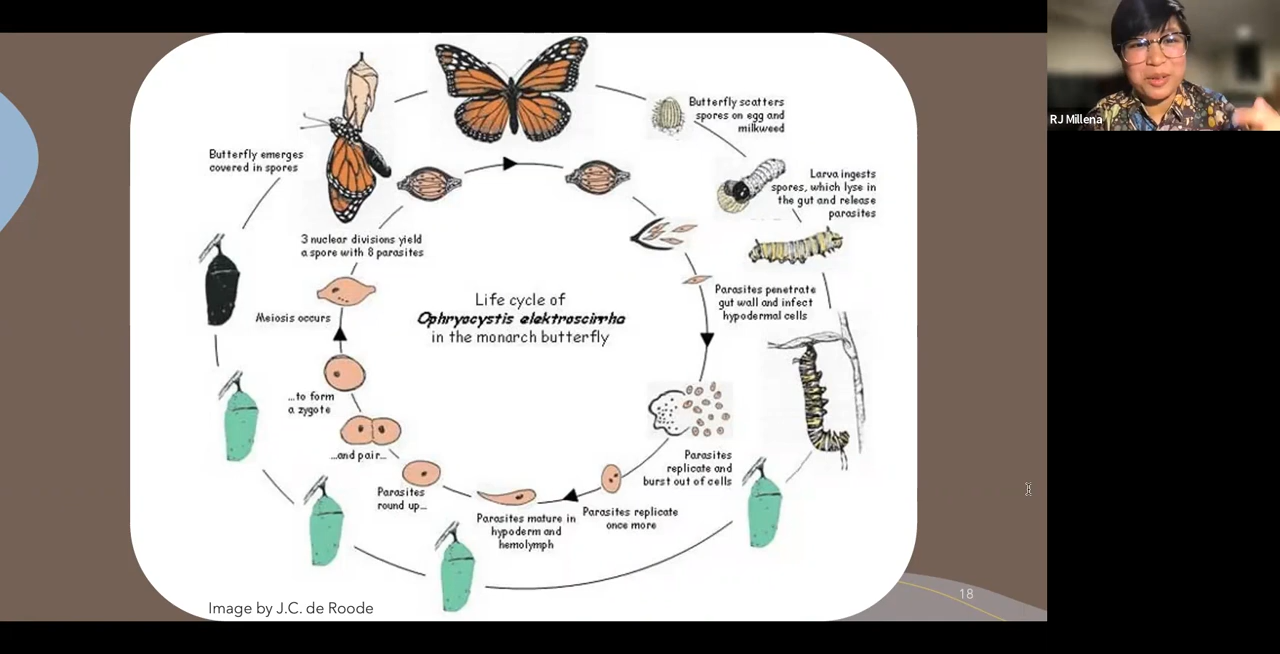 RJ Millena
Butterfly scatters
spores on egg and
milkweed
Butterfly emerges
covered in spores
Larva ingests
spores, which lyse in
the gut and release
parasites
3 nuclear divisions yield
a spore with 8 parasites
Parasites penetrate
gut wall and infect
hypodermal cells
Life cycle of
Ophryocystis elektroscirrha
in the monarch butterfly
Meiosis occurs
...to form
a zygote
...and pair...
Parasites
replicate and
burst out of cells
Parasites
round up...
Parasites mature in
hypoderm and
hemolymph
Parasites replicate
once more
18
Image by J.C. de Roode